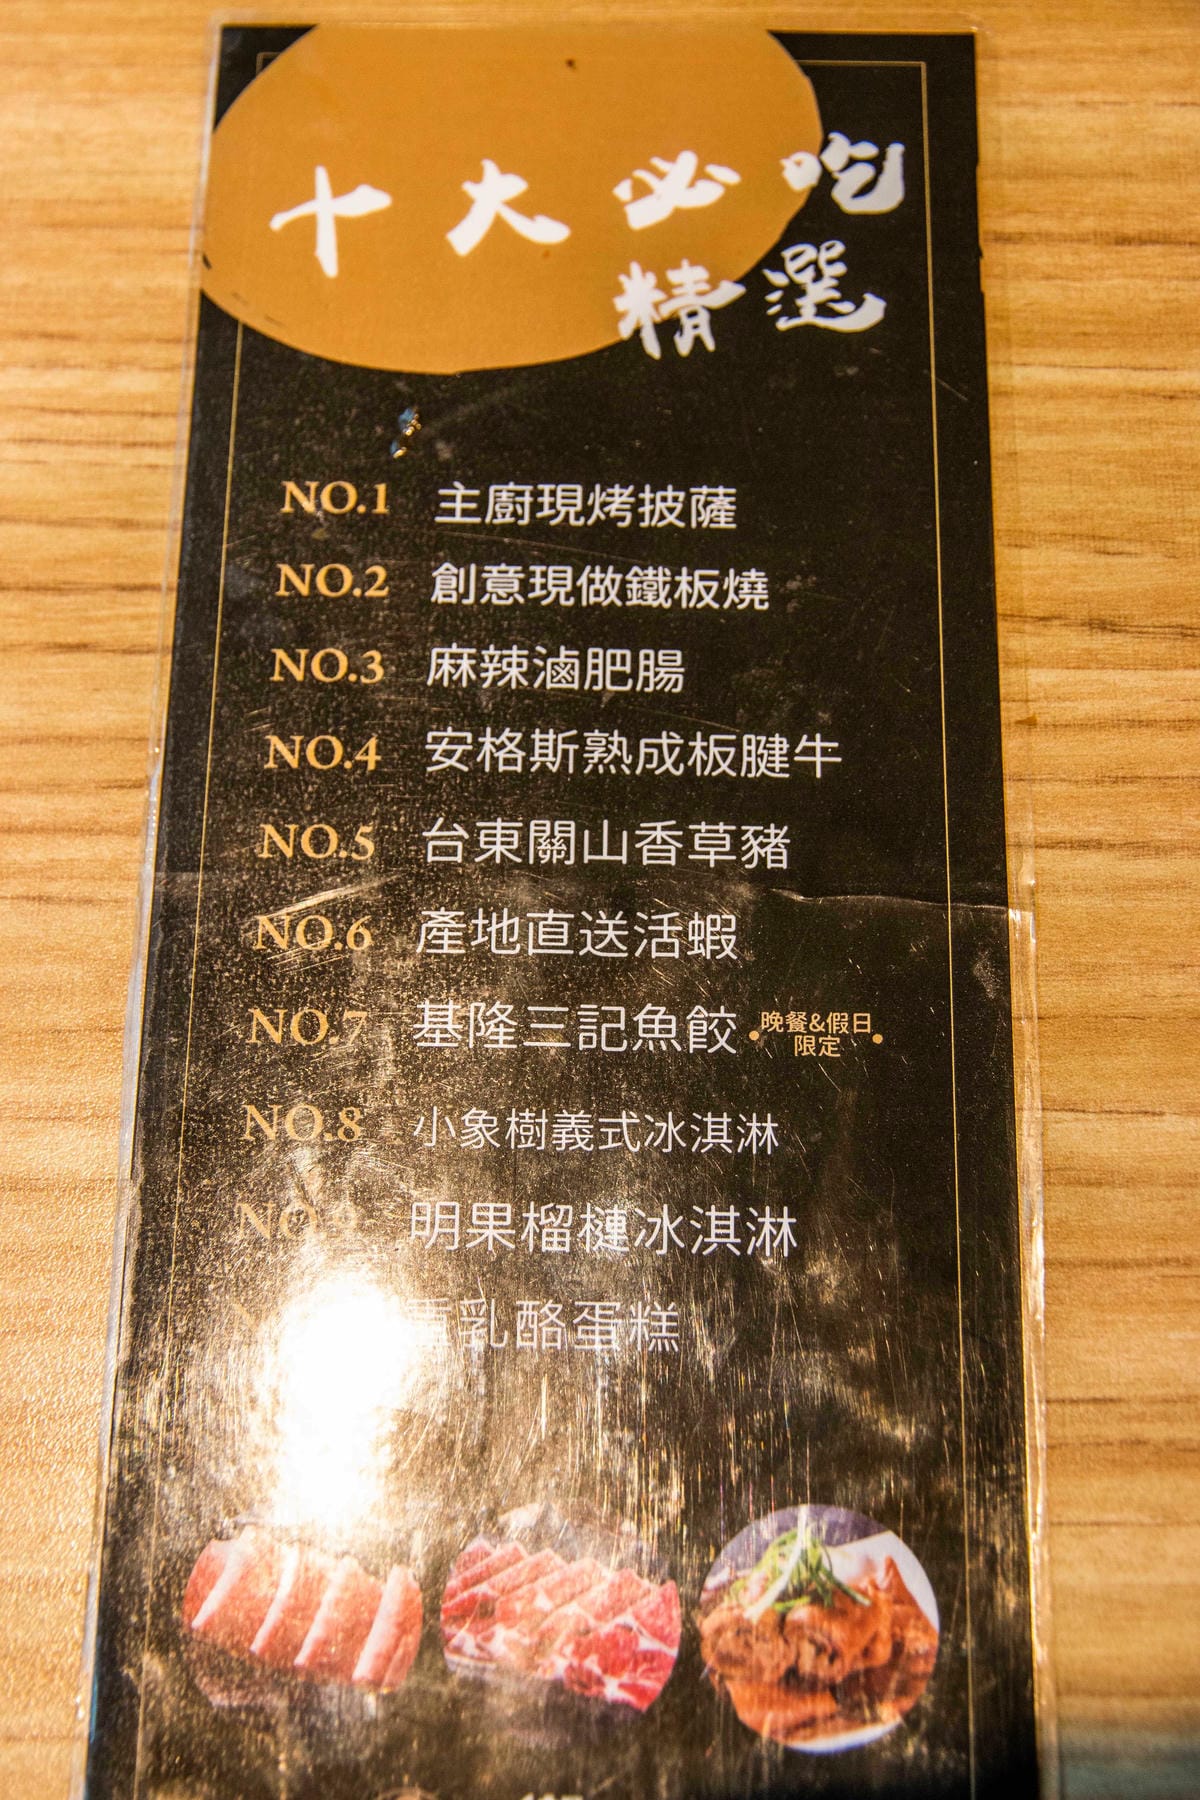 十大必吃
精選
NO.1 主廚現烤披薩
NO.2 創意現做鐵板燒
NO.3 麻辣滷肥腸
NO.4 安格斯熟成板腱牛
NO.5 台東關山香草豬
NO.6 產地直送活蝦
NO.7 基隆三記魚餃 •晚餐&假日•
限定
NO.8 小象樹義式冰淇淋
NO.9 明果榴槤冰淇淋
重乳酪蛋糕